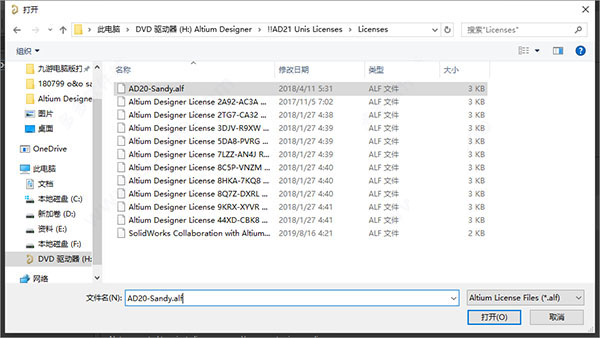 打开
此电脑 > DVD 驱动器 (H:) Altium Designer > !!AD21 Unis Licenses > Licenses
搜索"Licenses"
组织
名称 修改日期 类型 大小
九游电脑版打
180799 o&o sa
Altium Designer
图片
桌面
OneDrive
此电脑
文档
本地磁盘 (C:)
新加卷 (D:)
资料 (E:)
本地磁盘 (F:)
DVD 驱动器 (H:
网络
AD20-Sandy.alf 2018/4/11 5:31 ALF 文件 3 KB
Altium Designer License 2A92-AC3A ... 2017/11/5 7:02 ALF 文件 3 KB
Altium Designer License 2TG7-CA32 ... 2018/1/27 4:38 ALF 文件 3 KB
Altium Designer License 3DJV-R9XW ... 2018/1/27 4:39 ALF 文件 3 KB
Altium Designer License 5DA8-PVRG ... 2018/1/27 4:39 ALF 文件 3 KB
Altium Designer License 7LZZ-AN4J R... 2018/1/27 4:39 ALF 文件 3 KB
Altium Designer License 8C5P-VNZM ... 2018/1/27 4:40 ALF 文件 3 KB
Altium Designer License 8HKA-7KQ8 ... 2018/1/27 4:40 ALF 文件 3 KB
Altium Designer License 8Q7Z-DXRL ... 2018/1/27 4:40 ALF 文件 3 KB
Altium Designer License 9KRX-XYVR ... 2018/1/27 4:41 ALF 文件 3 KB
Altium Designer License 44XD-CBK8 ... 2018/1/27 4:41 ALF 文件 3 KB
SolidWorks Collaboration with Altiu... 2019/8/16 4:21 ALF 文件 2 KB
文件名(N): AD20-Sandy.alf
Altium License Files (*.alf)
打开(O) 取消